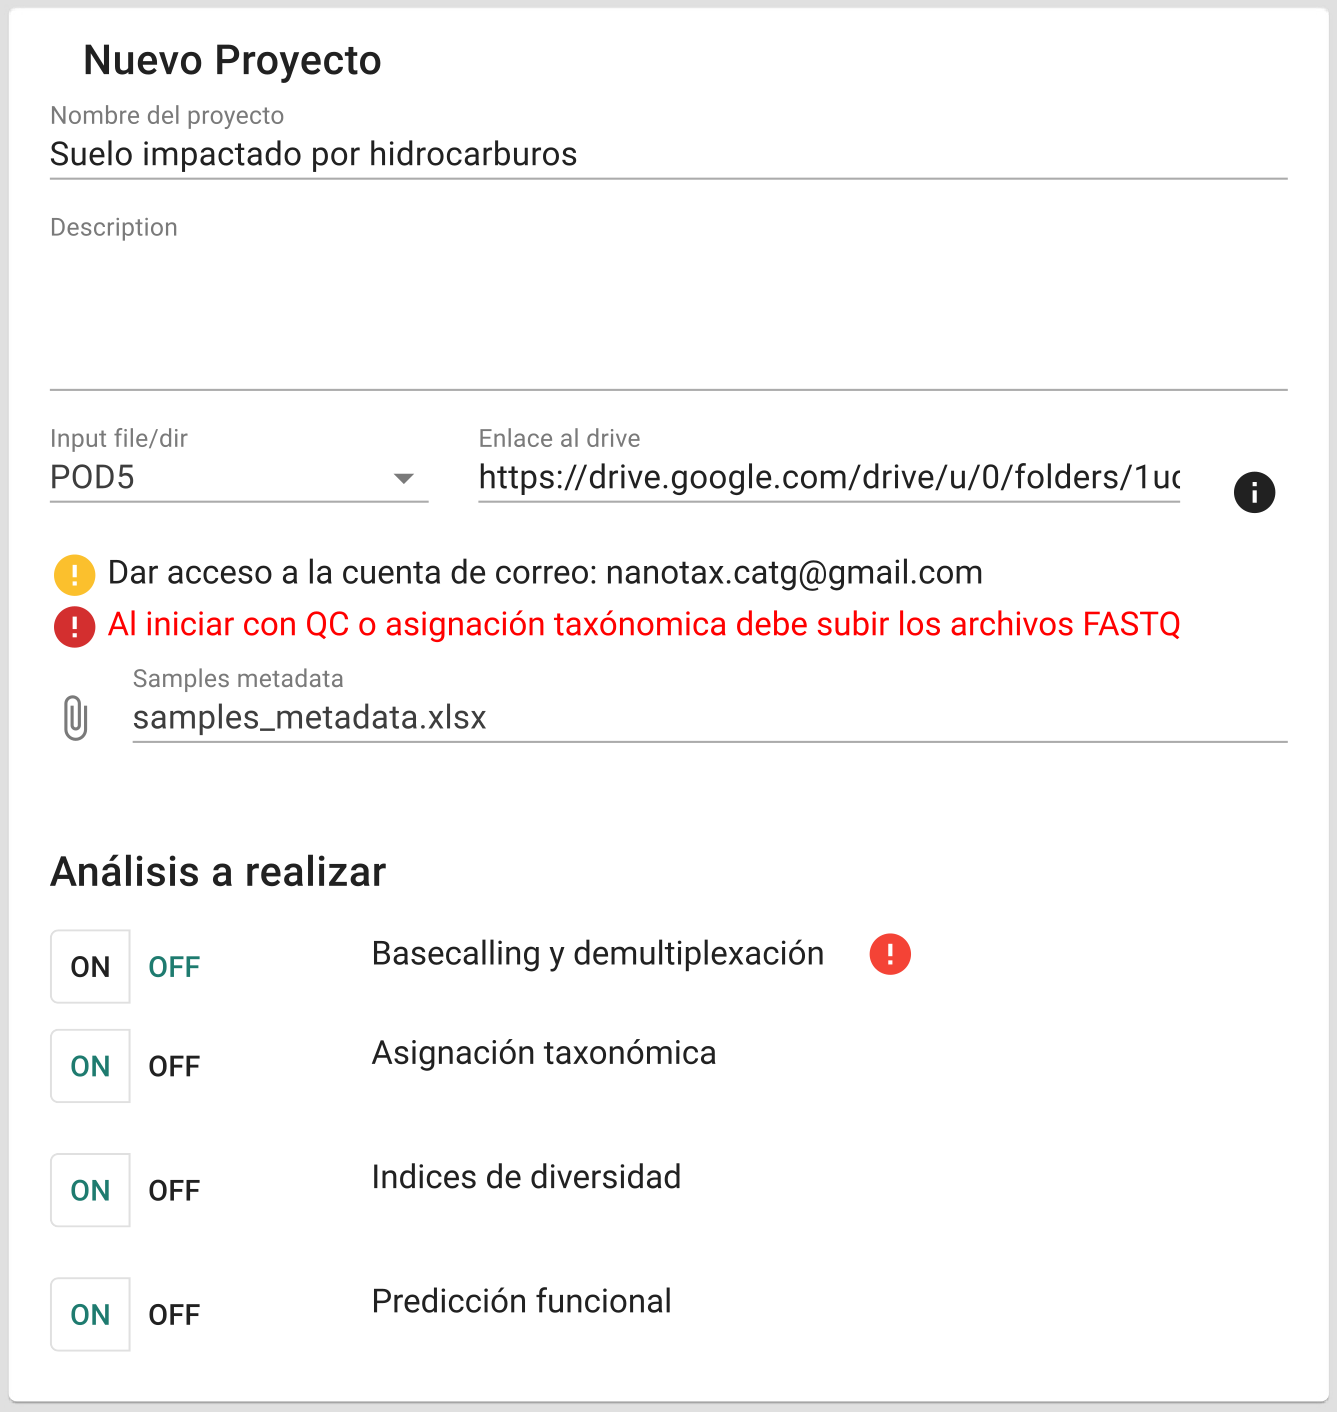 Nuevo Proyecto
Nombre del proyecto
Suelo impactado por hidrocarburos
Description
Input file/dir
POD5
Enlace al drive
https://drive.google.com/drive/u/0/folders/1uc
Dar acceso a la cuenta de correo: nanotax.catg@gmail.com
Al iniciar con QC o asignación taxónomica debe subir los archivos FASTQ
Samples metadata
samples_metadata.xlsx
Análisis a realizar
ON OFF Basecalling y demultiplexación
ON OFF Asignación taxonómica
ON OFF Indices de diversidad
ON OFF Predicción funcional